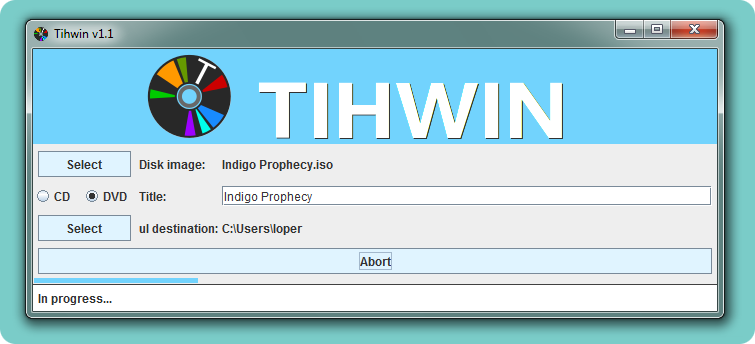 Tihwin v1.1
T
TIHWIN
Select Disk image: Indigo Prophecy.iso
CD DVD Title: Indigo Prophecy
Select ul destination: C:\Users\loper
Abort
In progress...